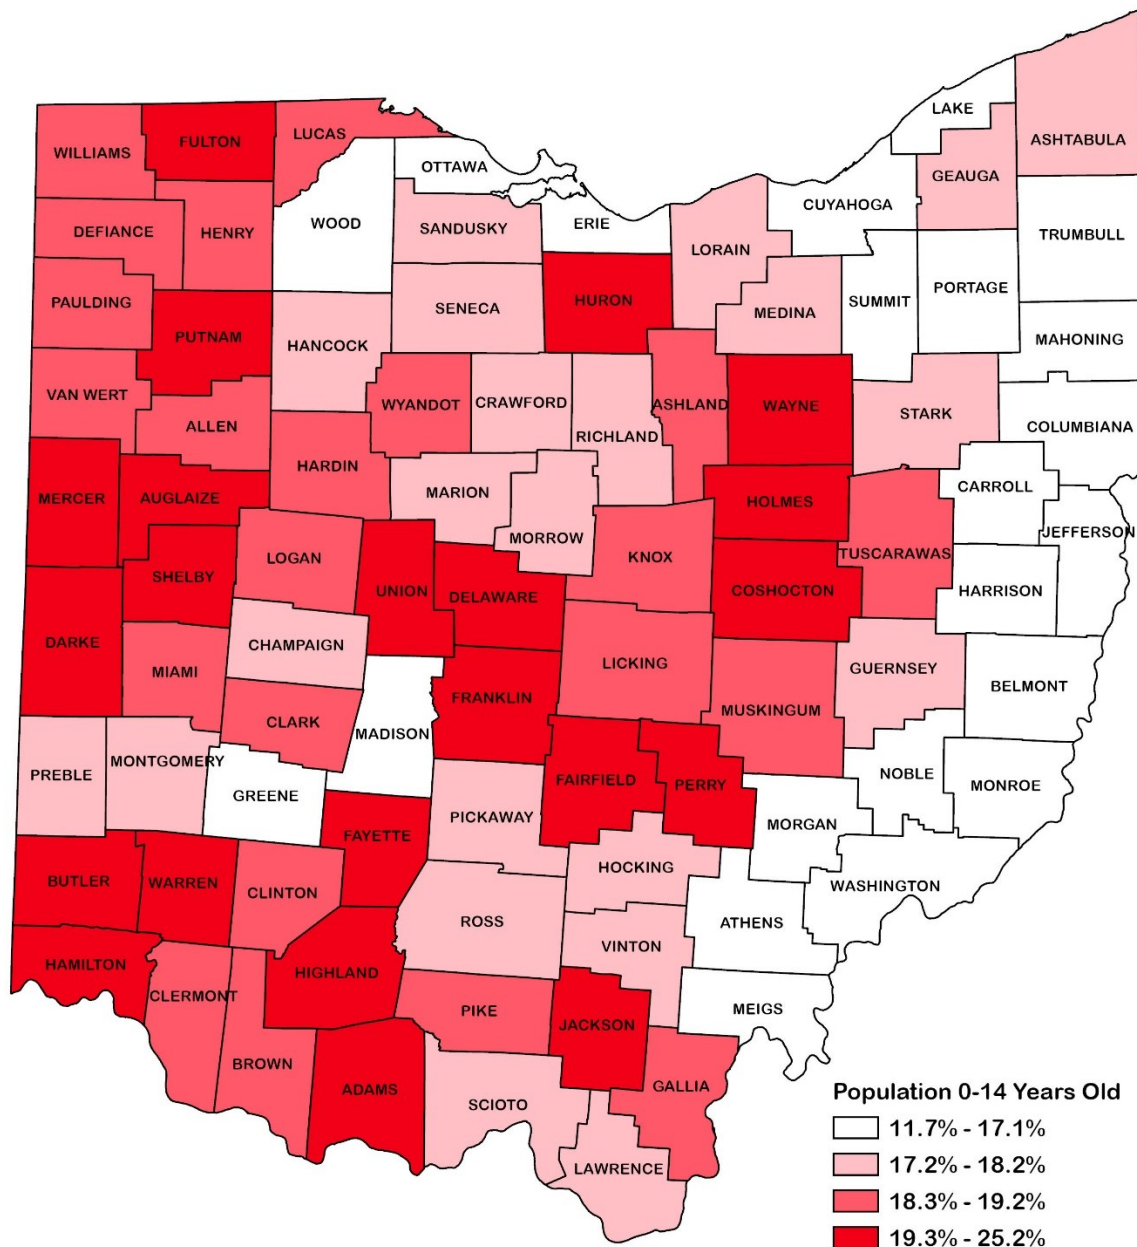 LAKE
ASHTABULA
FULTON
LUCAS
WILLIAMS
OTTAWA
GEAUGA
CUYAHOGA
WOOD
ERIE
SANDUSKY
DEFIANCE
HENRY
TRUMBULL
LORAIN
PORTAGE
PAULDING
HURON
SUMMIT
SENECA
MEDINA
PUTNAM
MAHONING
HANCOCK
VAN WERT
WYANDOT
CRAWFORD
ASHLAND
WAYNE
STARK
ALLEN
COLUMBIANA
RICHLAND
HARDIN
CARROLL
MERCER
AUGLAIZE
MARION
HOLMES
JEFFERSON
MORROW
LOGAN
KNOX
TUSCARAWAS
SHELBY
UNION
DELAWARE
COSHOCTON
HARRISON
DARKE
CHAMPAIGN
LICKING
GUERNSEY
MIAMI
BELMONT
FRANKLIN
CLARK
MUSKINGUM
MADISON
PREBLE
MONTGOMERY
NOBLE
FAIRFIELD
PERRY
MONROE
GREENE
PICKAWAY
MORGAN
FAYETTE
HOCKING
BUTLER
WARREN
WASHINGTON
CLINTON
ROSS
ATHENS
VINTON
HAMILTON
HIGHLAND
CLERMONT
PIKE
MEIGS
JACKSON
BROWN
ADAMS
GALLIA
SCIOTO
LAWRENCE
Population 0-14 Years Old
11.7% - 17.1%
17.2% - 18.2%
18.3% - 19.2%
19.3% - 25.2%